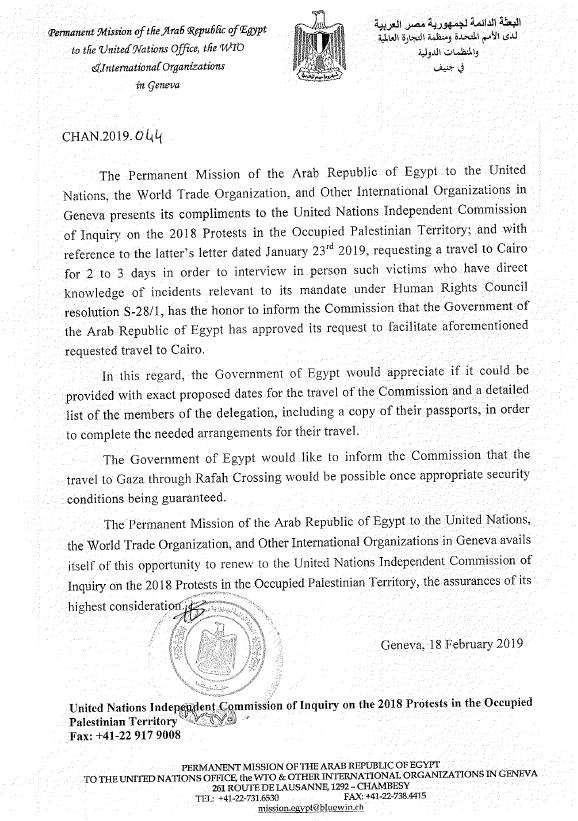 Permanent Mission of the Arab Republic of Egypt
to the United Nations Office, the WTO
&International Organizations
in Geneva
البعثة الدائمة لجمهورية مصر العربية
لدى الأمم المتحدة ومنظمة التجارة العالمية
والمنظمات الدولية
في جنيف
CHAN.2019.044
The Permanent Mission of the Arab Republic of Egypt to the United
Nations, the World Trade Organization, and Other International Organizations in
Geneva presents its compliments to the United Nations Independent Commission
of Inquiry on the 2018 Protests in the Occupied Palestinian Territory; and with
reference to the latter's letter dated January 23rd 2019, requesting a travel to Cairo
for 2 to 3 days in order to interview in person such victims who have direct
knowledge of incidents relevant to its mandate under Human Rights Council
resolution S-28/1, has the honor to inform the Commission that the Government of
the Arab Republic of Egypt has approved its request to facilitate aforementioned
requested travel to Cairo.
In this regard, the Government of Egypt would appreciate if it could be
provided with exact proposed dates for the travel of the Commission and a detailed
list of the members of the delegation, including a copy of their passports, in order
to complete the needed arrangements for their travel.
The Government of Egypt would like to inform the Commission that the
travel to Gaza through Rafah Crossing would be possible once appropriate security
conditions being guaranteed.
The Permanent Mission of the Arab Republic of Egypt to the United Nations,
the World Trade Organization, and Other International Organizations in Geneva avails
itself of this opportunity to renew to the United Nations Independent Commission of
Inquiry on the 2018 Protests in the Occupied Palestinian Territory, the assurances of its
highest consideration.
Geneva, 18 February 2019
United Nations Independent Commission of Inquiry on the 2018 Protests in the Occupied
Palestinian Territory
Fax: +41-22 917 9008
PERMANENT MISSION OF THE ARAB REPUBLIC OF EGYPT
TO THE UNITED NATIONS OFFICE, the WTO & OTHER INTERNATIONAL ORGANIZATIONS IN GENEVA
261 ROUTE DE LAUSANNE, 1292 – CHAMBESY
TEL: +41-22-731.6530 FAX: +41-22-738.4415
mission.egypt@bluewin.ch